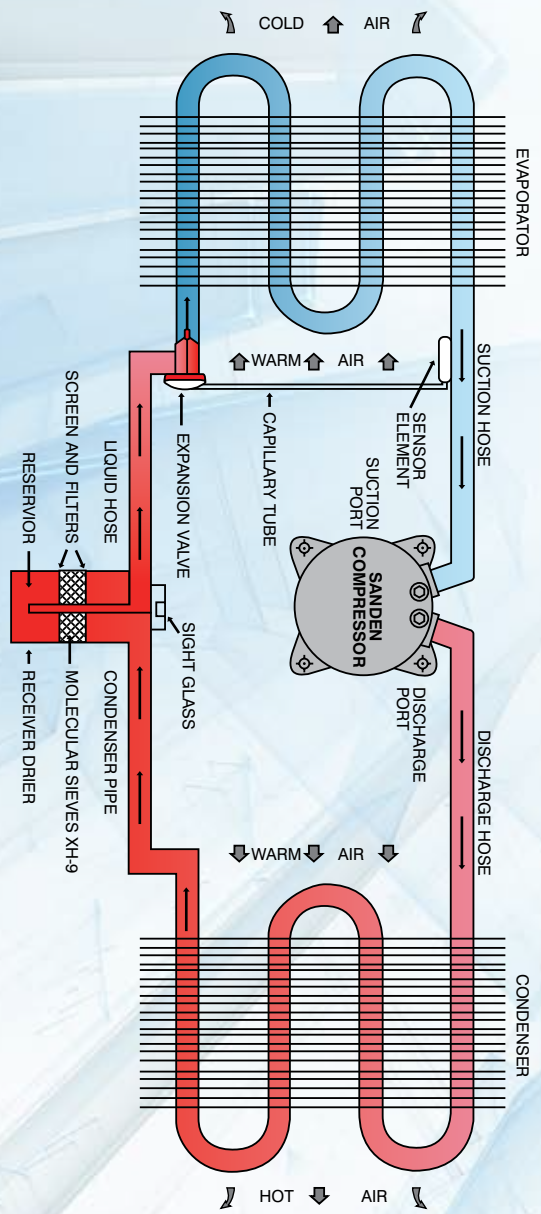 COLD AIR
EVAPORATOR
WARM AIR
SUCTION HOSE
SENSOR
ELEMENT
CAPILLARY TUBE
EXPANSION VALVE
SUCTION
PORT
SANDEN
COMPRESSOR
DISCHARGE
PORT
DISCHARGE HOSE
LIQUID HOSE
SCREEN AND FILTERS
RESERVIOR
SIGHT GLASS
CONDENSER PIPE
MOLECULAR SIEVES XH-9
RECEIVER DRIER
WARM AIR
CONDENSER
HOT AIR